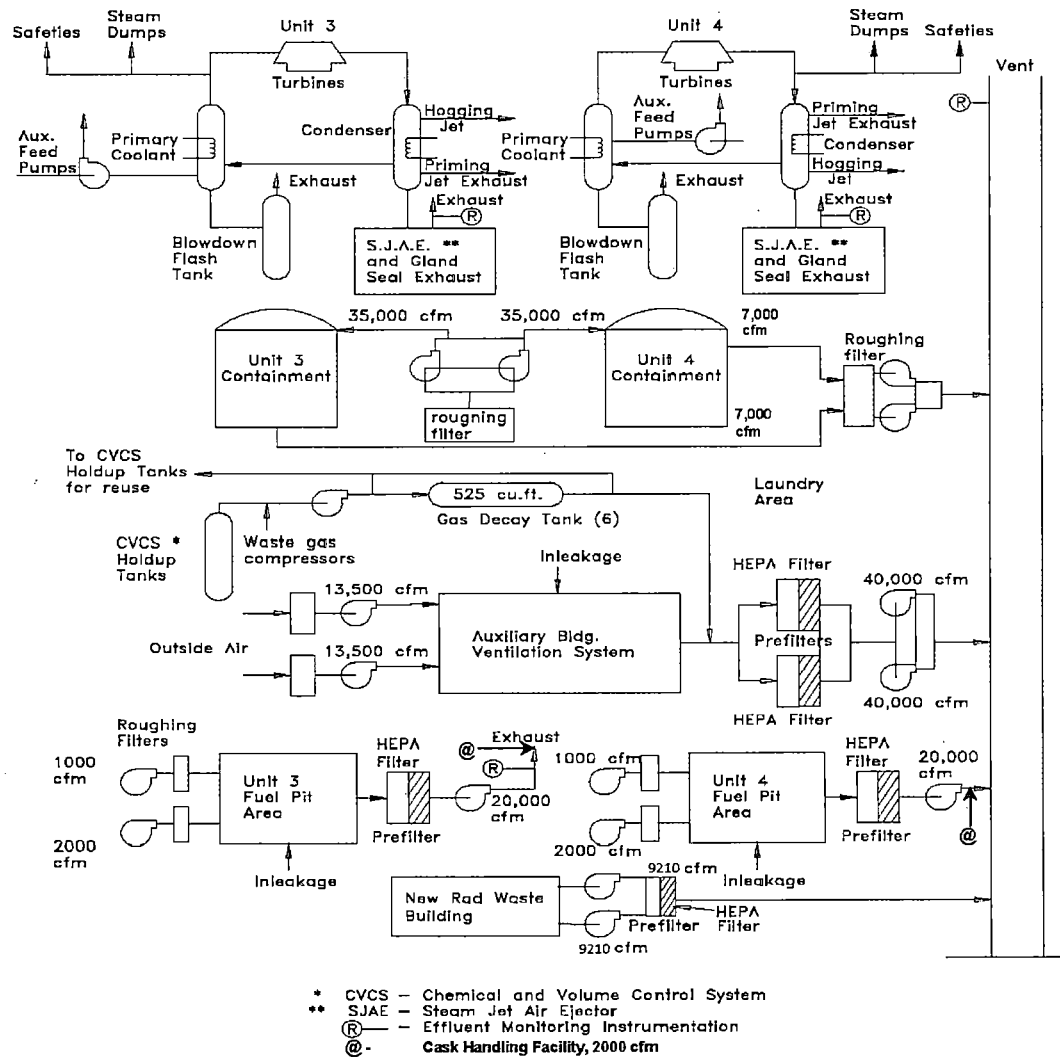 Safeties
Steam
Dumps
Unit 3
Turbines
Unit 4
Turbines
Steam
Dumps
Safeties
Vent
R
Aux.
Feed
Pumps
Primary
Coolant
Condenser
Hogging
Jet
Priming
Jet Exhaust
Exhaust
Exhaust
R
Blowdown
Flash
Tank
S.J.A.E. **
and Gland
Seal Exhaust
Primary
Coolant
Aux.
Feed
Pumps
Priming
Jet Exhaust
Condenser
Hogging
Jet
Exhaust
Exhaust
R
Blowdown
Flash
Tank
S.J.A.E. **
and Gland
Seal Exhaust
35,000 cfm
35,000 cfm
7,000
cfm
Unit 3
Containment
rougning
filter
Unit 4
Containment
7,000
cfm
Roughing
filter
To CVCS
Holdup Tanks
for reuse
525 cu.ft.
Gas Decay Tank (6)
Laundry
Area
CVCS *
Holdup
Tanks
Waste gas
compressors
Inleakage
13,500 cfm
Outside Air
13,500 cfm
Auxiliary Bldg.
Ventilation System
HEPA Filter
Prefilters
HEPA Filter
40,000 cfm
40,000 cfm
Roughing
Filters
1000
cfm
2000
cfm
Unit 3
Fuel Pit
Area
Inleakage
HEPA
Filter
Prefilter
@
Exhaust
R
20,000
cfm
1000
cfm
2000
cfm
Unit 4
Fuel Pit
Area
Inleakage
HEPA
Filter
Prefilter
20,000
cfm
@
New Rad Waste
Building
9210 cfm
9210 cfm
Prefilter
HEPA
Filter
* CVCS – Chemical and Volume Control System
** SJAE – Steam Jet Air Ejector
R – Effluent Monitoring Instrumentation
@ - Cask Handling Facility, 2000 cfm